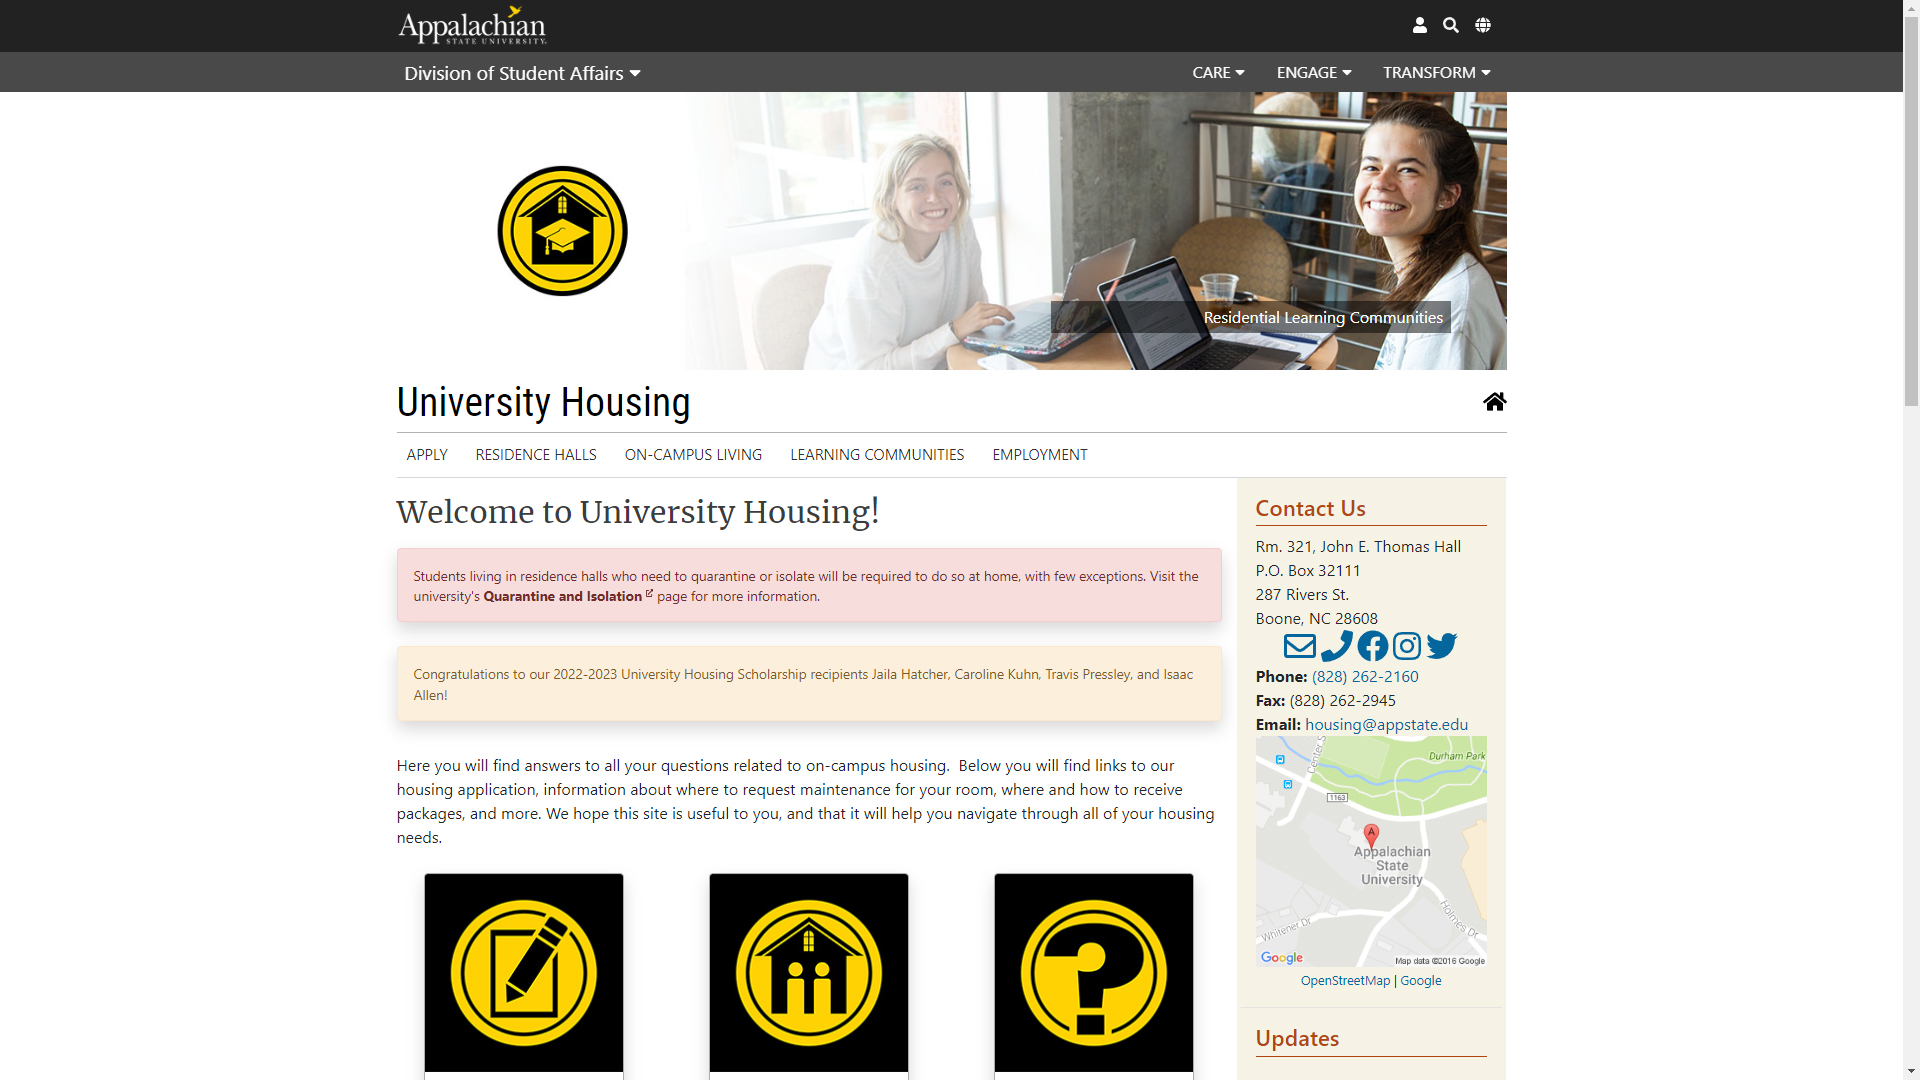 Appalachian
STATE UNIVERSITY
Division of Student Affairs
CARE
ENGAGE
TRANSFORM
Residential Learning Communities
University Housing
APPLY
RESIDENCE HALLS
ON-CAMPUS LIVING
LEARNING COMMUNITIES
EMPLOYMENT
Welcome to University Housing!
Students living in residence halls who need to quarantine or isolate will be required to do so at home, with few exceptions. Visit the
university's Quarantine and Isolation page for more information.
Congratulations to our 2022-2023 University Housing Scholarship recipients Jaila Hatcher, Caroline Kuhn, Travis Pressley, and Isaac
Allen!
Here you will find answers to all your questions related to on-campus housing.  Below you will find links to our
housing application, information about where to request maintenance for your room, where and how to receive
packages, and more. We hope this site is useful to you, and that it will help you navigate through all of your housing
needs.
?
Contact Us
Rm. 321, John E. Thomas Hall
P.O. Box 32111
287 Rivers St.
Boone, NC 28608
Phone: (828) 262-2160
Fax: (828) 262-2945
Email: housing@appstate.edu
Center S
Durham Park
1163
A
Appalachian
State
University
Whitener Dr
Holmes Dr
Google
Map data ©2016 Google
OpenStreetMap | Google
Updates